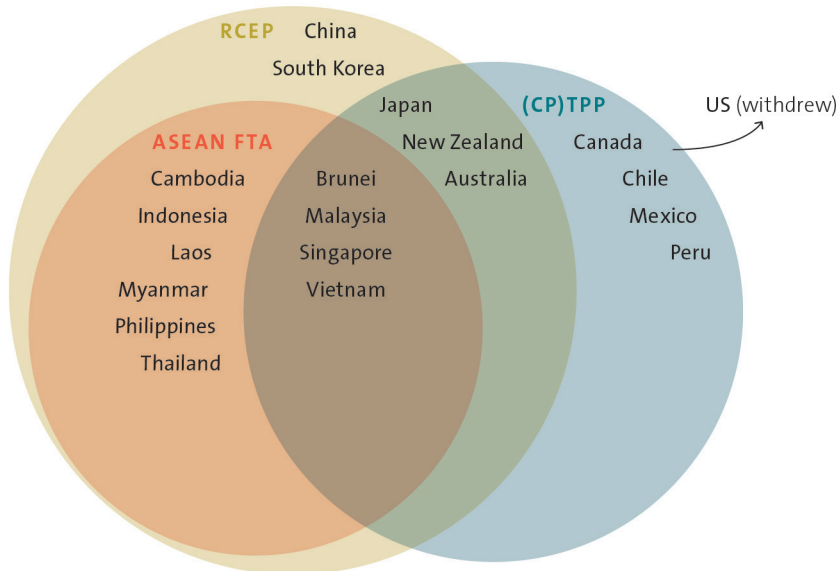 RCEP China
South Korea
Japan (CP)TPP US (withdrew)
ASEAN FTA New Zealand Canada
Cambodia Brunei Australia Chile
Indonesia Malaysia Mexico
Laos Singapore Peru
Myanmar Vietnam
Philippines
Thailand